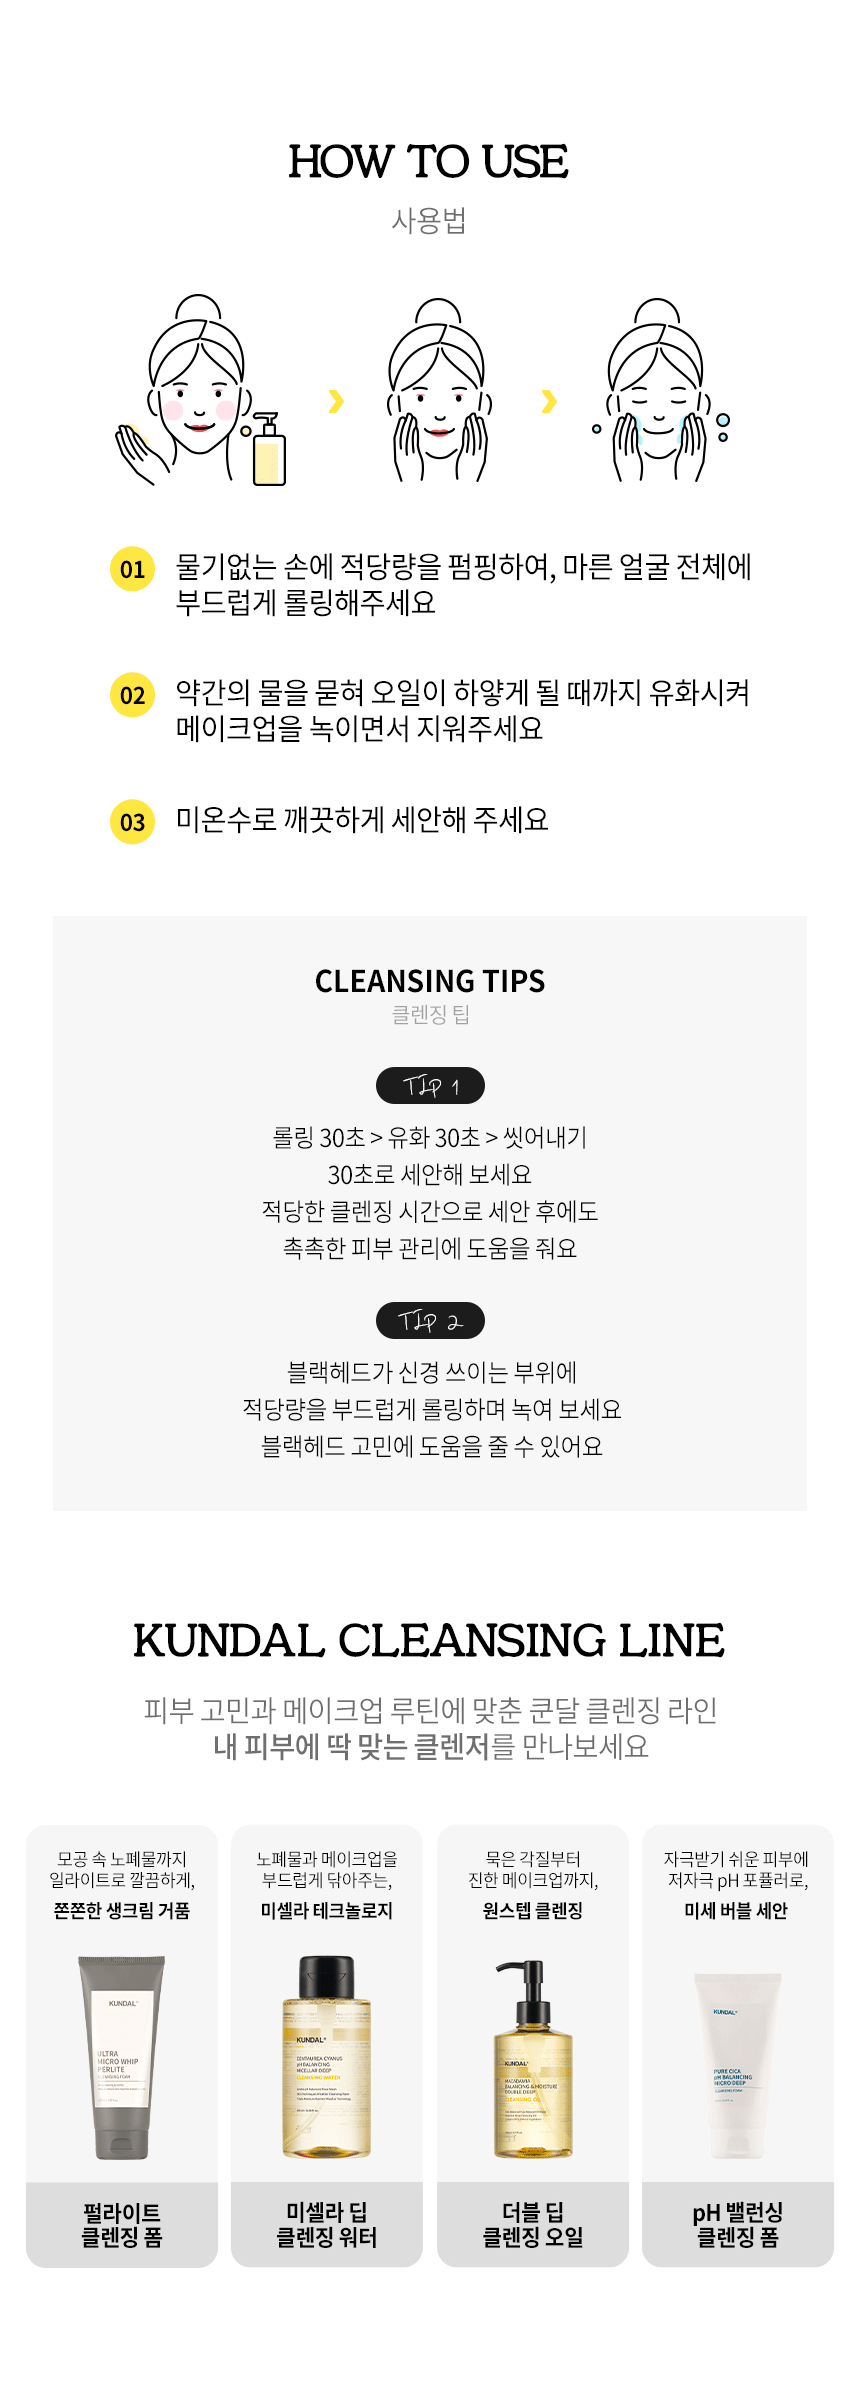 HOW TO USE
사용법
01 물기없는 손에 적당량을 펌핑하여, 마른 얼굴 전체에
부드럽게 롤링해주세요
02 약간의 물을 묻혀 오일이 하얗게 될 때까지 유화시켜
메이크업을 녹이면서 지워주세요
03 미온수로 깨끗하게 세안해 주세요
CLEANSING TIPS
클렌징 팁
TIP 1
롤링 30초 > 유화 30초 > 씻어내기
30초로 세안해 보세요
적당한 클렌징 시간으로 세안 후에도
촉촉한 피부 관리에 도움을 줘요
TIP 2
블랙헤드가 신경 쓰이는 부위에
적당량을 부드럽게 롤링하며 녹여 보세요
블랙헤드 고민에 도움을 줄 수 있어요
KUNDAL CLEANSING LINE
피부 고민과 메이크업 루틴에 맞춘 쿤달 클렌징 라인
내 피부에 딱 맞는 클렌저를 만나보세요
모공 속 노폐물까지
일라이트로 깔끔하게,
쫀쫀한 생크림 거품
KUNDAL
ULTRA
MICRO WHIP
PERLITE
CLEANSING FOAM
펄라이트
클렌징 폼
노폐물과 메이크업을
부드럽게 닦아주는,
미셀라 테크놀로지
KUNDAL
CENTAUREA CYANUS
pH BALANCING
MICELLAR DEEP
CLEANSING WATER
미셀라 딥
클렌징 워터
묵은 각질부터
진한 메이크업까지,
원스텝 클렌징
KUNDAL
MACADAMIA
BALANCING & MOISTURE
DOUBLE DEEP
CLEANSING OIL
더블 딥
클렌징 오일
자극받기 쉬운 피부에
저자극 pH 포퓰러로,
미세 버블 세안
KUNDAL
PURE CICA
pH BALANCING
MICRO DEEP
CLEANSING FOAM
pH 밸런싱
클렌징 폼